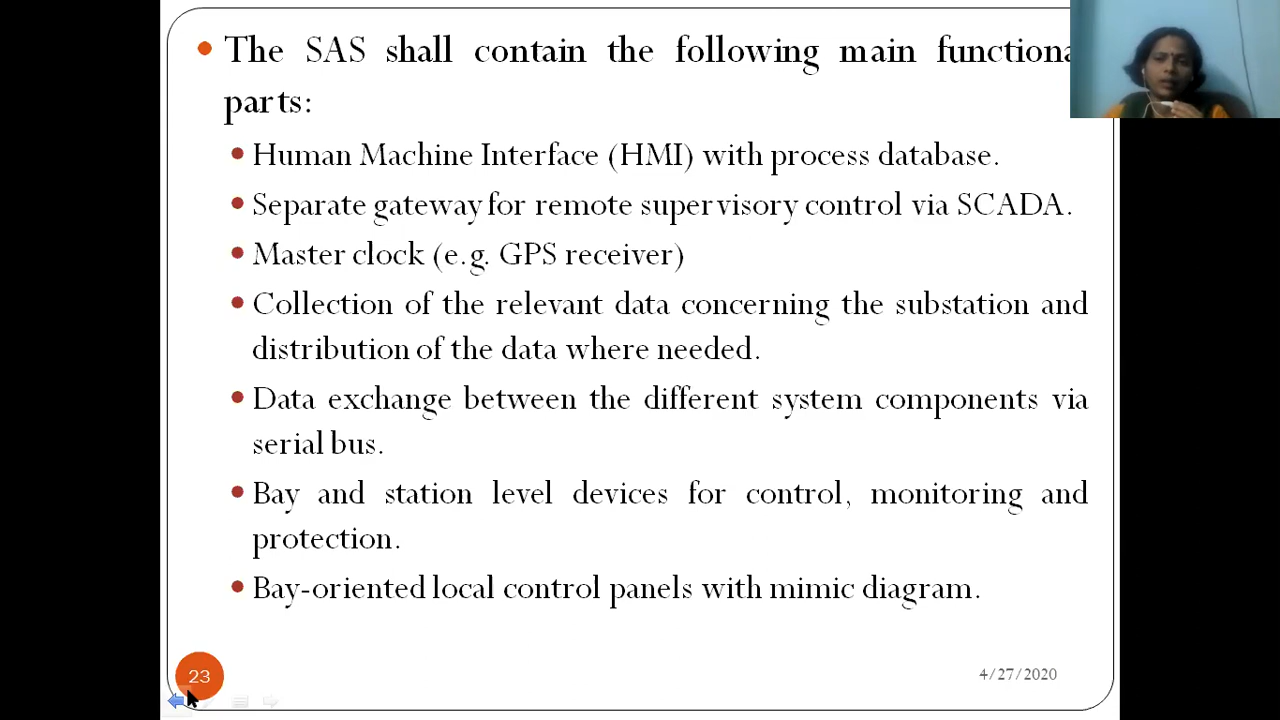 The SAS shall contain the following main functiona
parts:
Human Machine Interface (HMI) with process database.
Separate gateway for remote supervisory control via SCADA.
Master clock (e.g. GPS receiver)
Collection of the relevant data concerning the substation and
distribution of the data where needed.
Data exchange between the different system components via
serial bus.
Bay and station level devices for control, monitoring and
protection.
Bay-oriented local control panels with mimic diagram.
23
4/27/2020